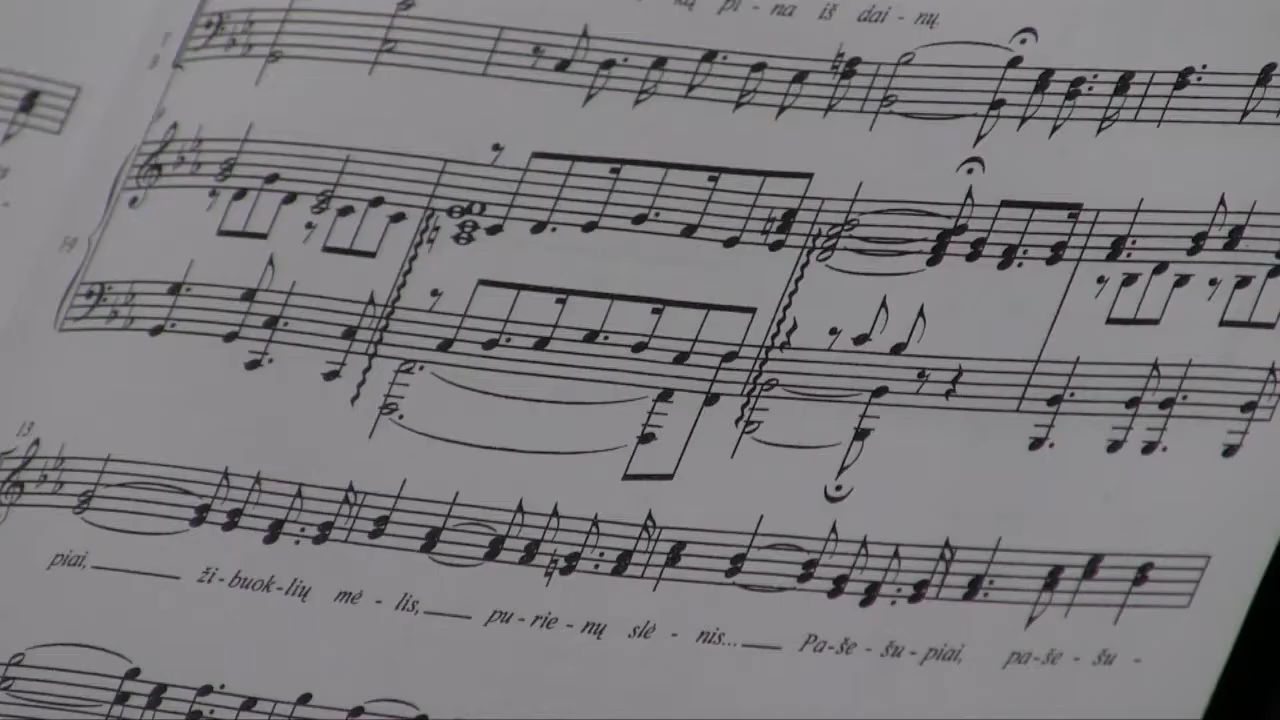 pi - na iš dai - nų.
13
piai, ži - buok - lių mė - lis, pu - rie - nų slė - nis... Pa - še - šu - piai, pa - še - šu -